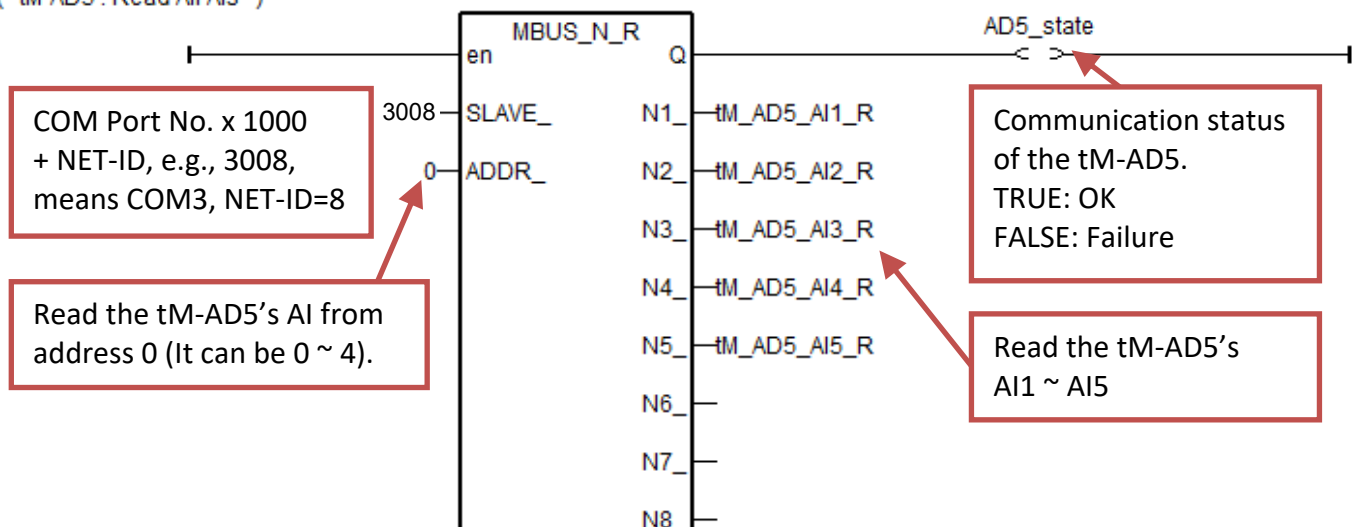 MBUS_N_R
AD5_state
en
Q
COM Port No. x 1000
+ NET-ID, e.g., 3008,
means COM3, NET-ID=8
3008
SLAVE_
N1_
tM_AD5_AI1_R
0
ADDR_
N2_
tM_AD5_AI2_R
N3_
tM_AD5_AI3_R
N4_
tM_AD5_AI4_R
N5_
tM_AD5_AI5_R
N6_
N7_
N8_
Communication status
of the tM-AD5.
TRUE: OK
FALSE: Failure
Read the tM-AD5’s AI from
address 0 (It can be 0 ~ 4).
Read the tM-AD5’s
AI1 ~ AI5